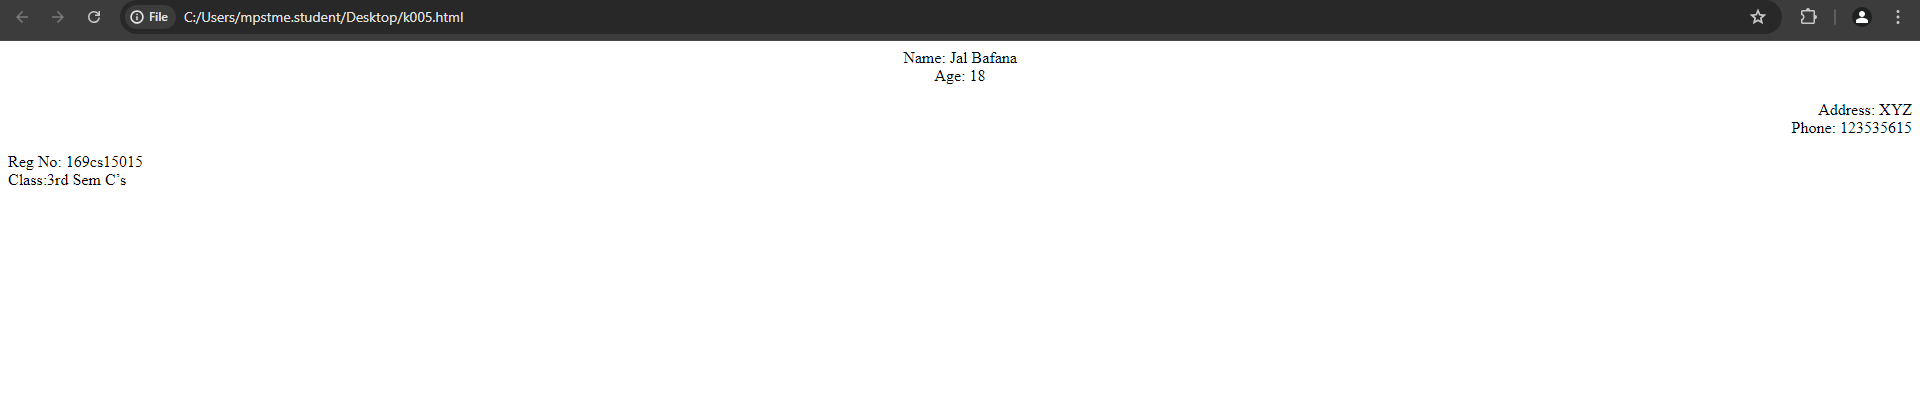 File C:/Users/mpstme.student/Desktop/k005.html
Name: Jal Bafana
Age: 18
Address: XYZ
Phone: 123535615
Reg No: 169cs15015
Class:3rd Sem C’s